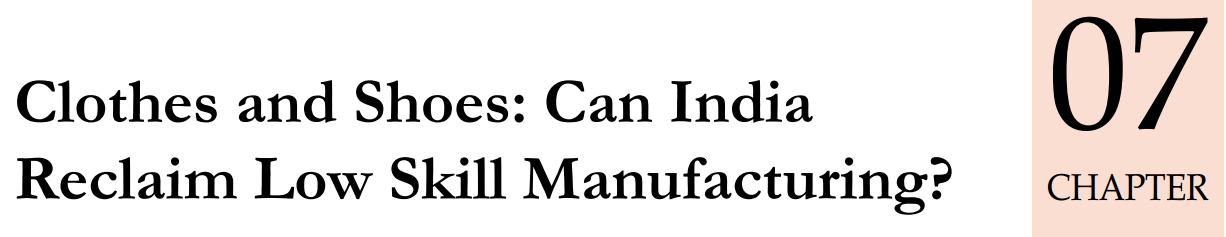 Clothes and Shoes: Can India
Reclaim Low Skill Manufacturing?
07
CHAPTER